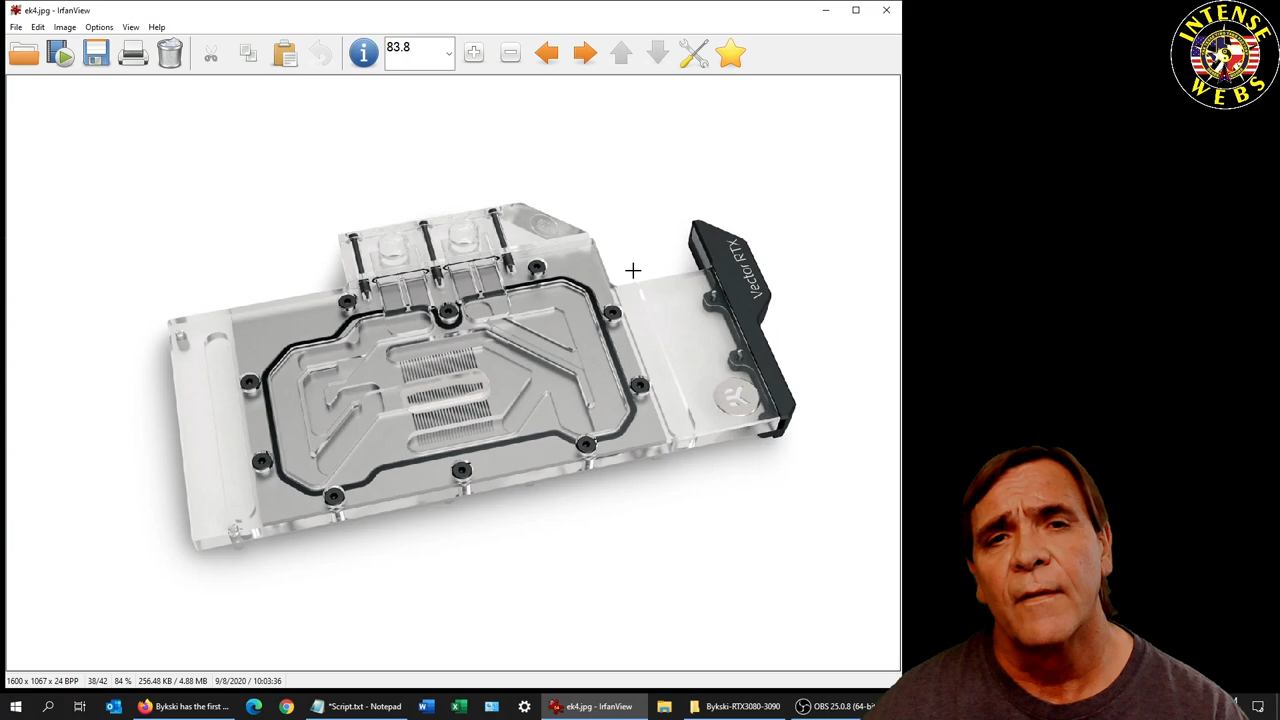 ek4.jpg - IrfanView
File Edit Image Options View Help
83.8
INTENSE
WEBS
Vector RTX
1600 x 1067 x 24 BPP 38/42 84 % 256.48 KB / 4.88 MB 9/8/2020 / 10:03:36
Bykski has the first ... *Script.txt - Notepad ek4.jpg - IrfanView Bykski-RTX3080-3090 OBS 25.0.8 (64-bit